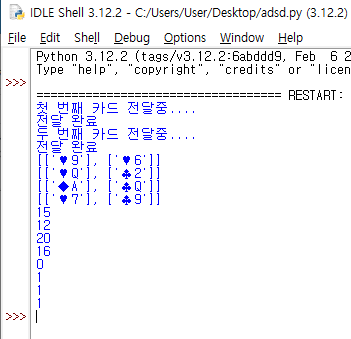 IDLE Shell 3.12.2 - C:/Users/User/Desktop/adsd.py (3.12.2)
File Edit Shell Debug Options Window Help
Python 3.12.2 (tags/v3.12.2:6abddd9, Feb  6 2
Type "help", "copyright", "credits" or "licen
>>>
=============================== RESTART:
첫 번째 카드 전달중....
전달 완료
두 번째 카드 전달중....
전달 완료
[['♥9'], ['♥6']]
[['♥Q'], ['♣2']]
[['◆A'], ['♣Q']]
[['♥7'], ['♣9']]
15
12
20
16
0
1
1
1
>>>